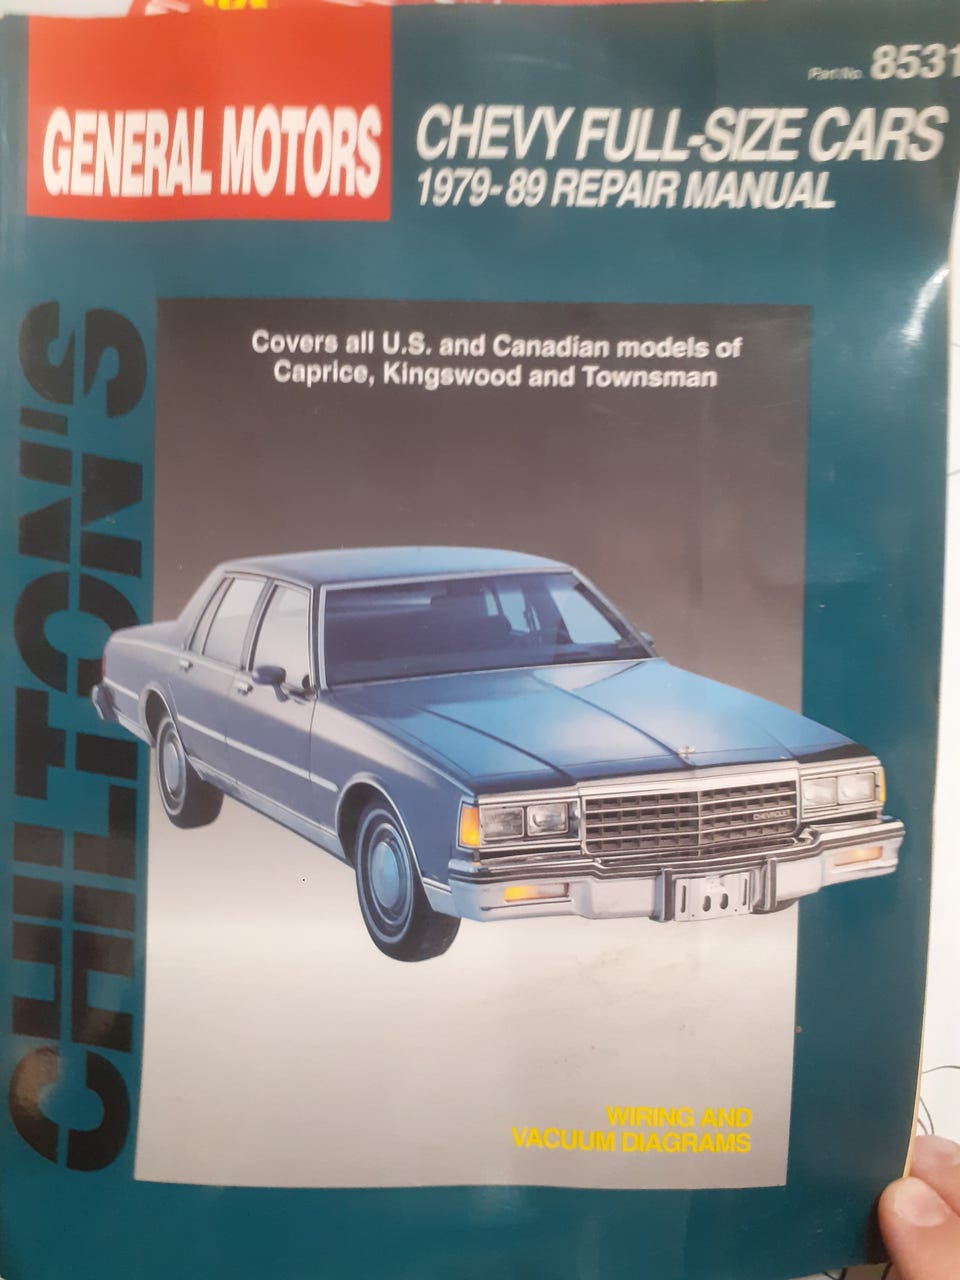 Part No. 8531
GENERAL MOTORS
CHEVY FULL-SIZE CARS
1979-89 REPAIR MANUAL
CHILTON'S
Covers all U.S. and Canadian models of
Caprice, Kingswood and Townsman
CHEVROLET
WIRING AND
VACUUM DIAGRAMS